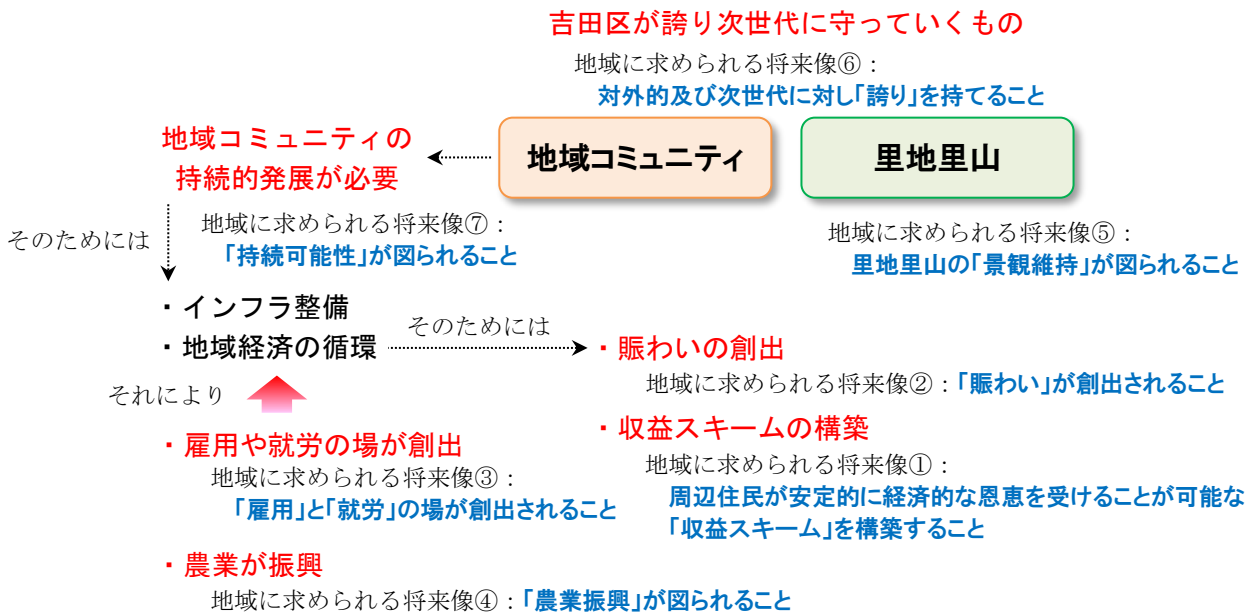 吉田区が誇り次世代に守っていくもの
地域に求められる将来像⑥：
対外的及び次世代に対し「誇り」を持てること
地域コミュニティ
里地里山
地域コミュニティの
持続的発展が必要
地域に求められる将来像⑦：
「持続可能性」が図られること
地域に求められる将来像⑤：
里地里山の「景観維持」が図られること
そのためには
・インフラ整備
・地域経済の循環
そのためには
・賑わいの創出
地域に求められる将来像②：「賑わい」が創出されること
・収益スキームの構築
地域に求められる将来像①：
周辺住民が安定的に経済的な恩恵を受けることが可能な
「収益スキーム」を構築すること
それにより
・雇用や就労の場が創出
地域に求められる将来像③：
「雇用」と「就労」の場が創出されること
・農業が振興
地域に求められる将来像④：「農業振興」が図られること